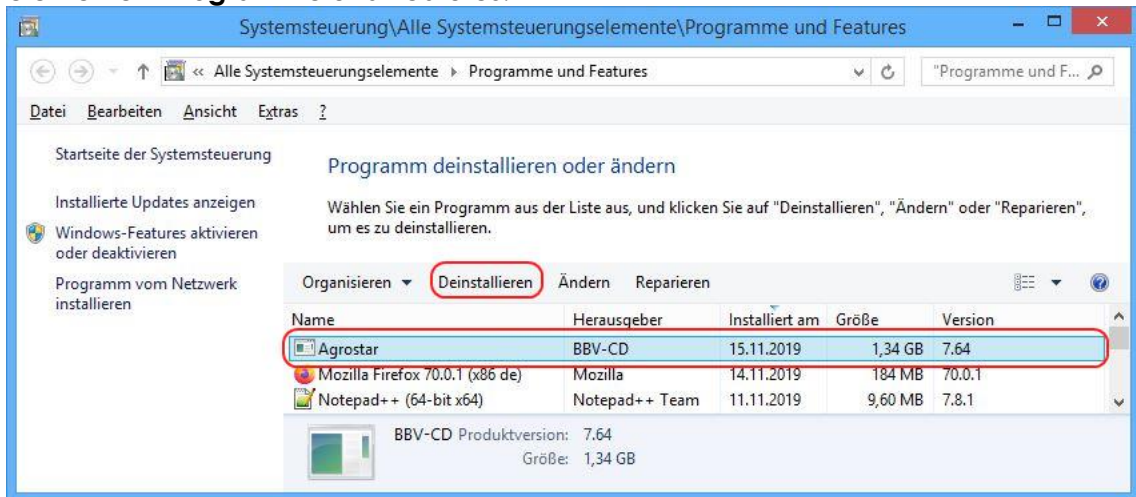 Systemsteuerung\Alle Systemsteuerungselemente\Programme und Features
« Alle Systemsteuerungselemente Programme und Features "Programme und F...
Datei Bearbeiten Ansicht Extras ?
Startseite der Systemsteuerung
Installierte Updates anzeigen
Windows-Features aktivieren
oder deaktivieren
Programm vom Netzwerk
installieren
Programm deinstallieren oder ändern
Wählen Sie ein Programm aus der Liste aus, und klicken Sie auf "Deinstallieren", "Ändern" oder "Reparieren",
um es zu deinstallieren.
Organisieren Deinstallieren Ändern Reparieren
Name Herausgeber Installiert am Größe Version
Agrostar BBV-CD 15.11.2019 1,34 GB 7.64
Mozilla Firefox 70.0.1 (x86 de) Mozilla 14.11.2019 184 MB 70.0.1
Notepad++ (64-bit x64) Notepad++ Team 11.11.2019 9,60 MB 7.8.1
BBV-CD Produktversion: 7.64
Größe: 1,34 GB